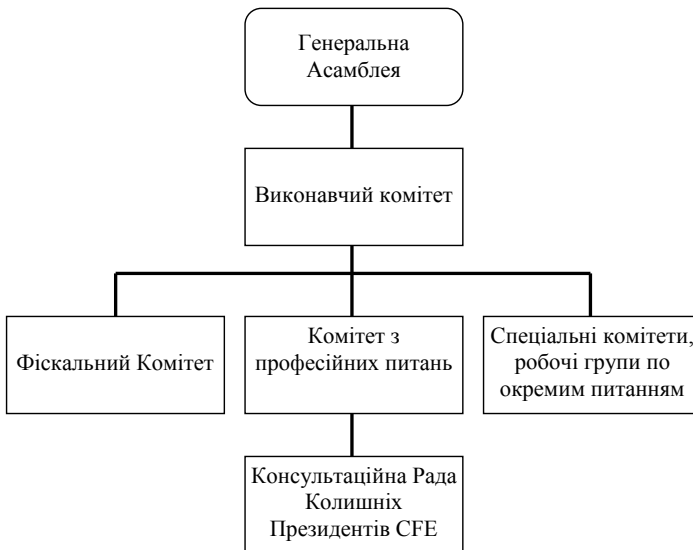 Генеральна
Асамблея
Виконавчий комітет
Фіскальний Комітет
Комітет з
професійних питань
Спеціальні комітети,
робочі групи по
окремим питанням
Консультаційна Рада
Колишніх
Президентів CFE